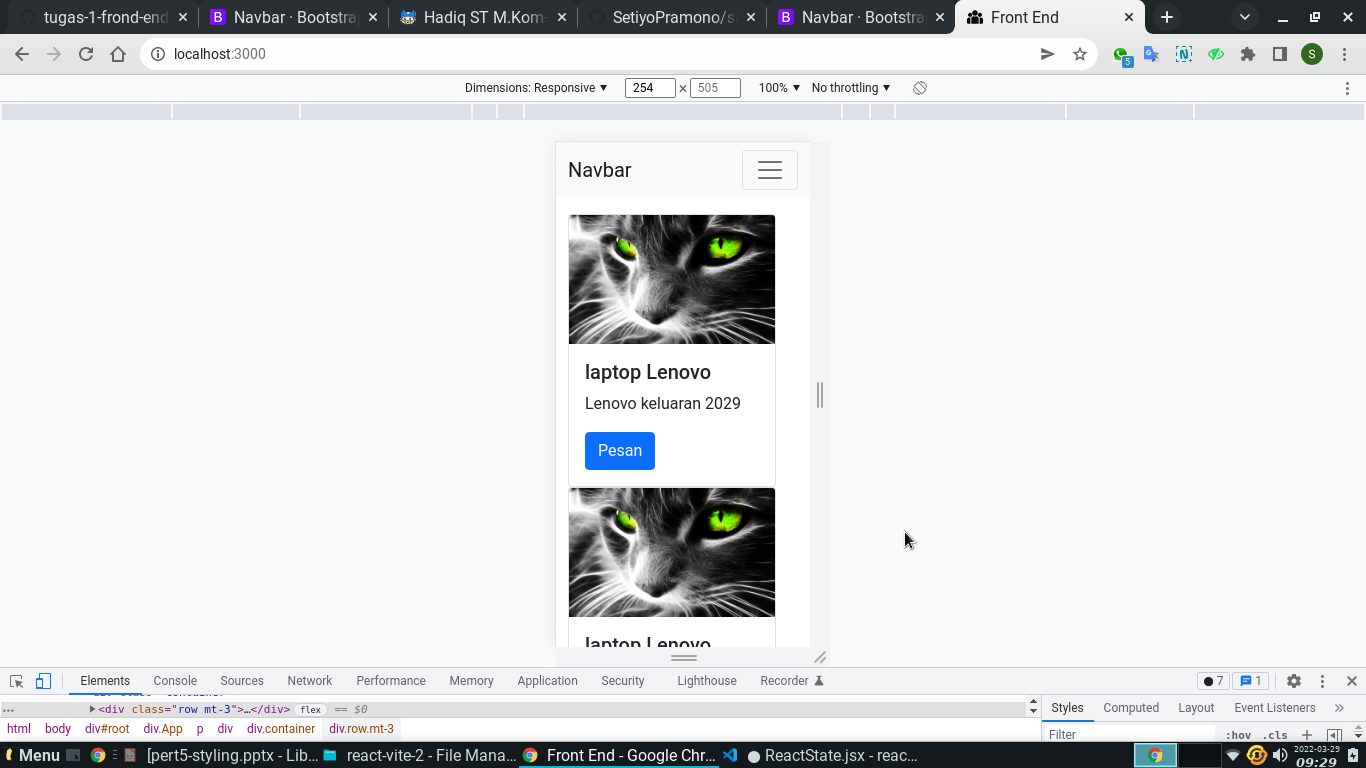 tugas-1-frond-end
Navbar · Bootstra
Hadiq ST M.Kom-
SetiyoPramono/s
Navbar · Bootstra
Front End
localhost:3000
5
S
Dimensions: Responsive
254 × 505
100%
No throttling
Navbar
laptop Lenovo
Lenovo keluaran 2029
Pesan
laptop Lenovo
Elements Console Sources Network Performance Memory Application Security Lighthouse Recorder
7
1
<div class="row mt-3">…</div> flex == $0
Styles Computed Layout Event Listeners
html body div#root div.App p div div.container div.row.mt-3
Filter
:hov .cls
Menu
[pert5-styling.pptx - Lib...
react-vite-2 - File Mana...
Front End - Google Chr...
ReactState.jsx - reac...
2022-03-29
09:29